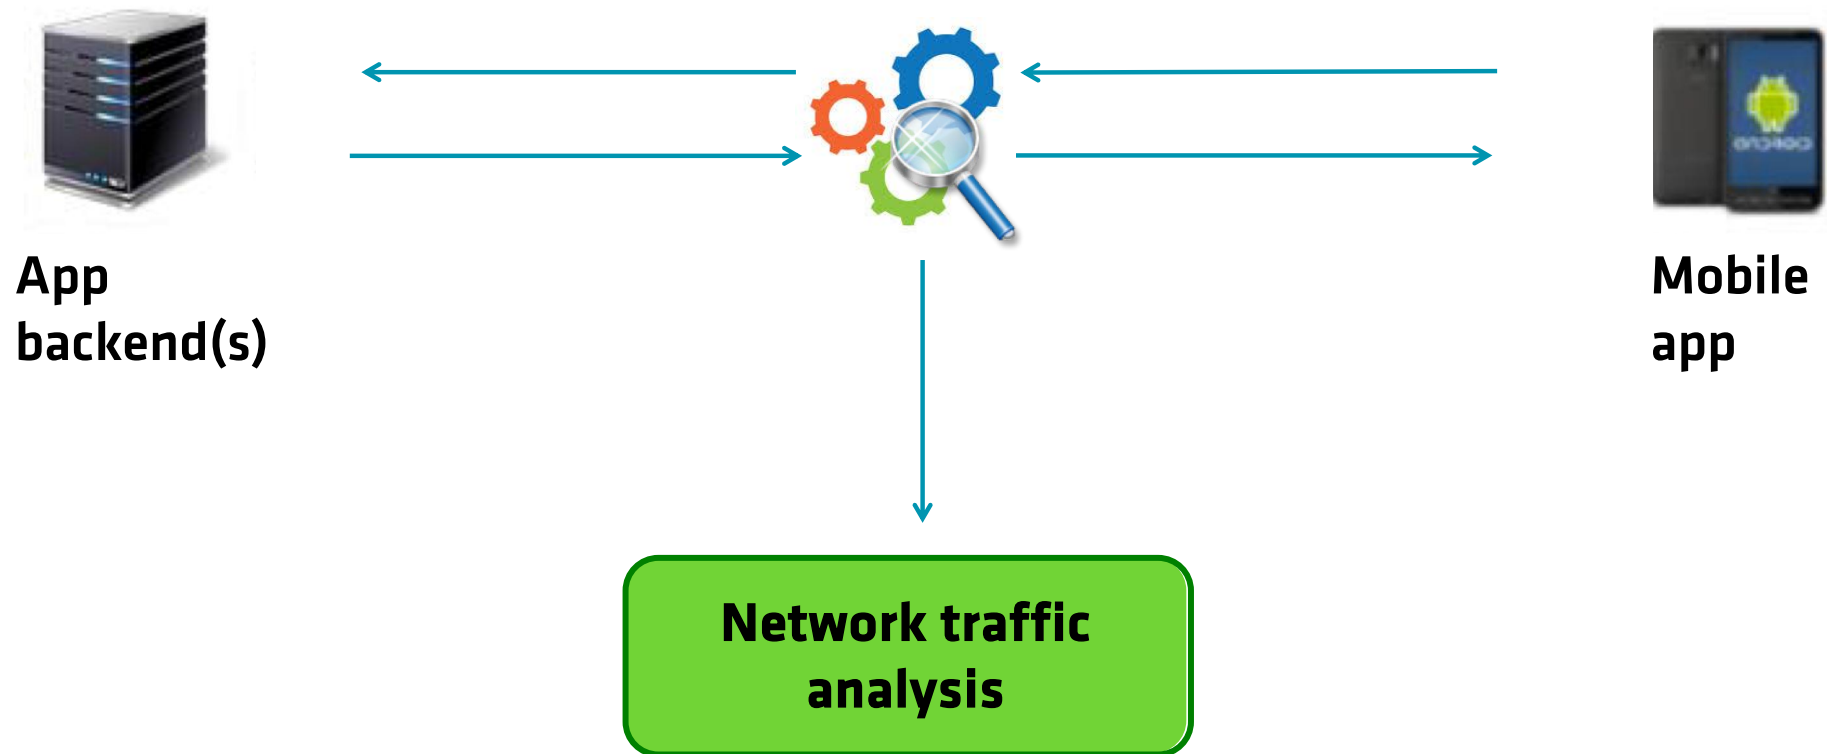 App
backend(s)
Mobile
app
Network traffic
analysis